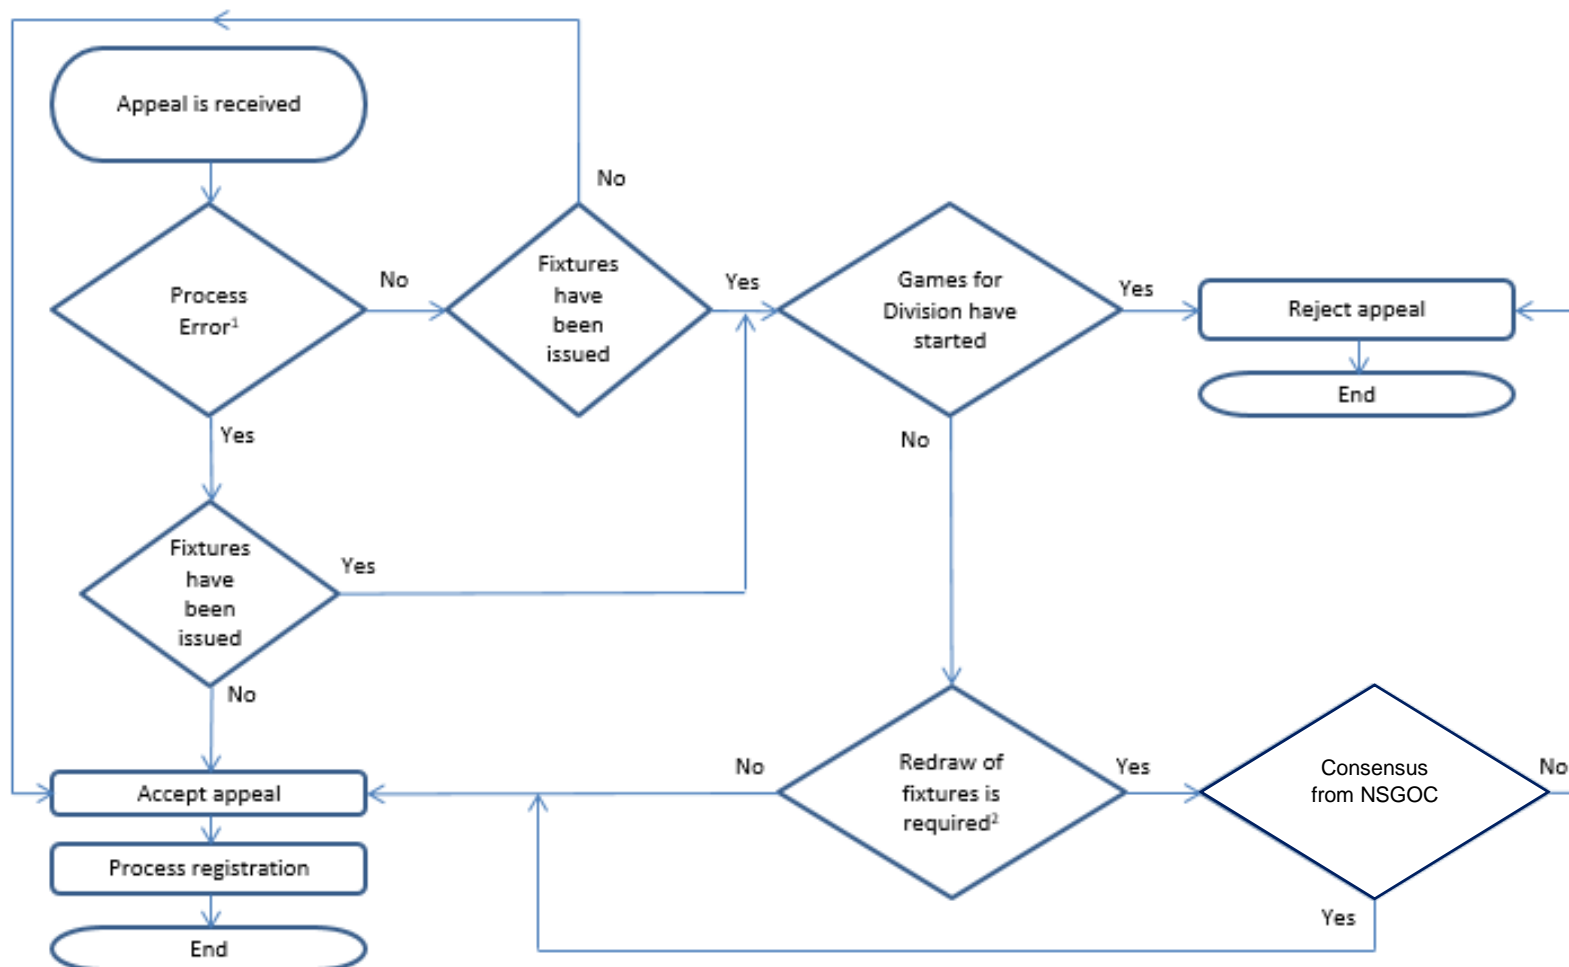 Appeal is received
No
Process
Error¹
No
Fixtures
have
been
issued
Yes
Games for
Division have
started
Yes
Reject appeal
End
Yes
No
Fixtures
have
been
issued
Yes
No
Accept appeal
No
Redraw of
fixtures is
required²
Yes
Consensus
from NSGOC
No
Process registration
Yes
End